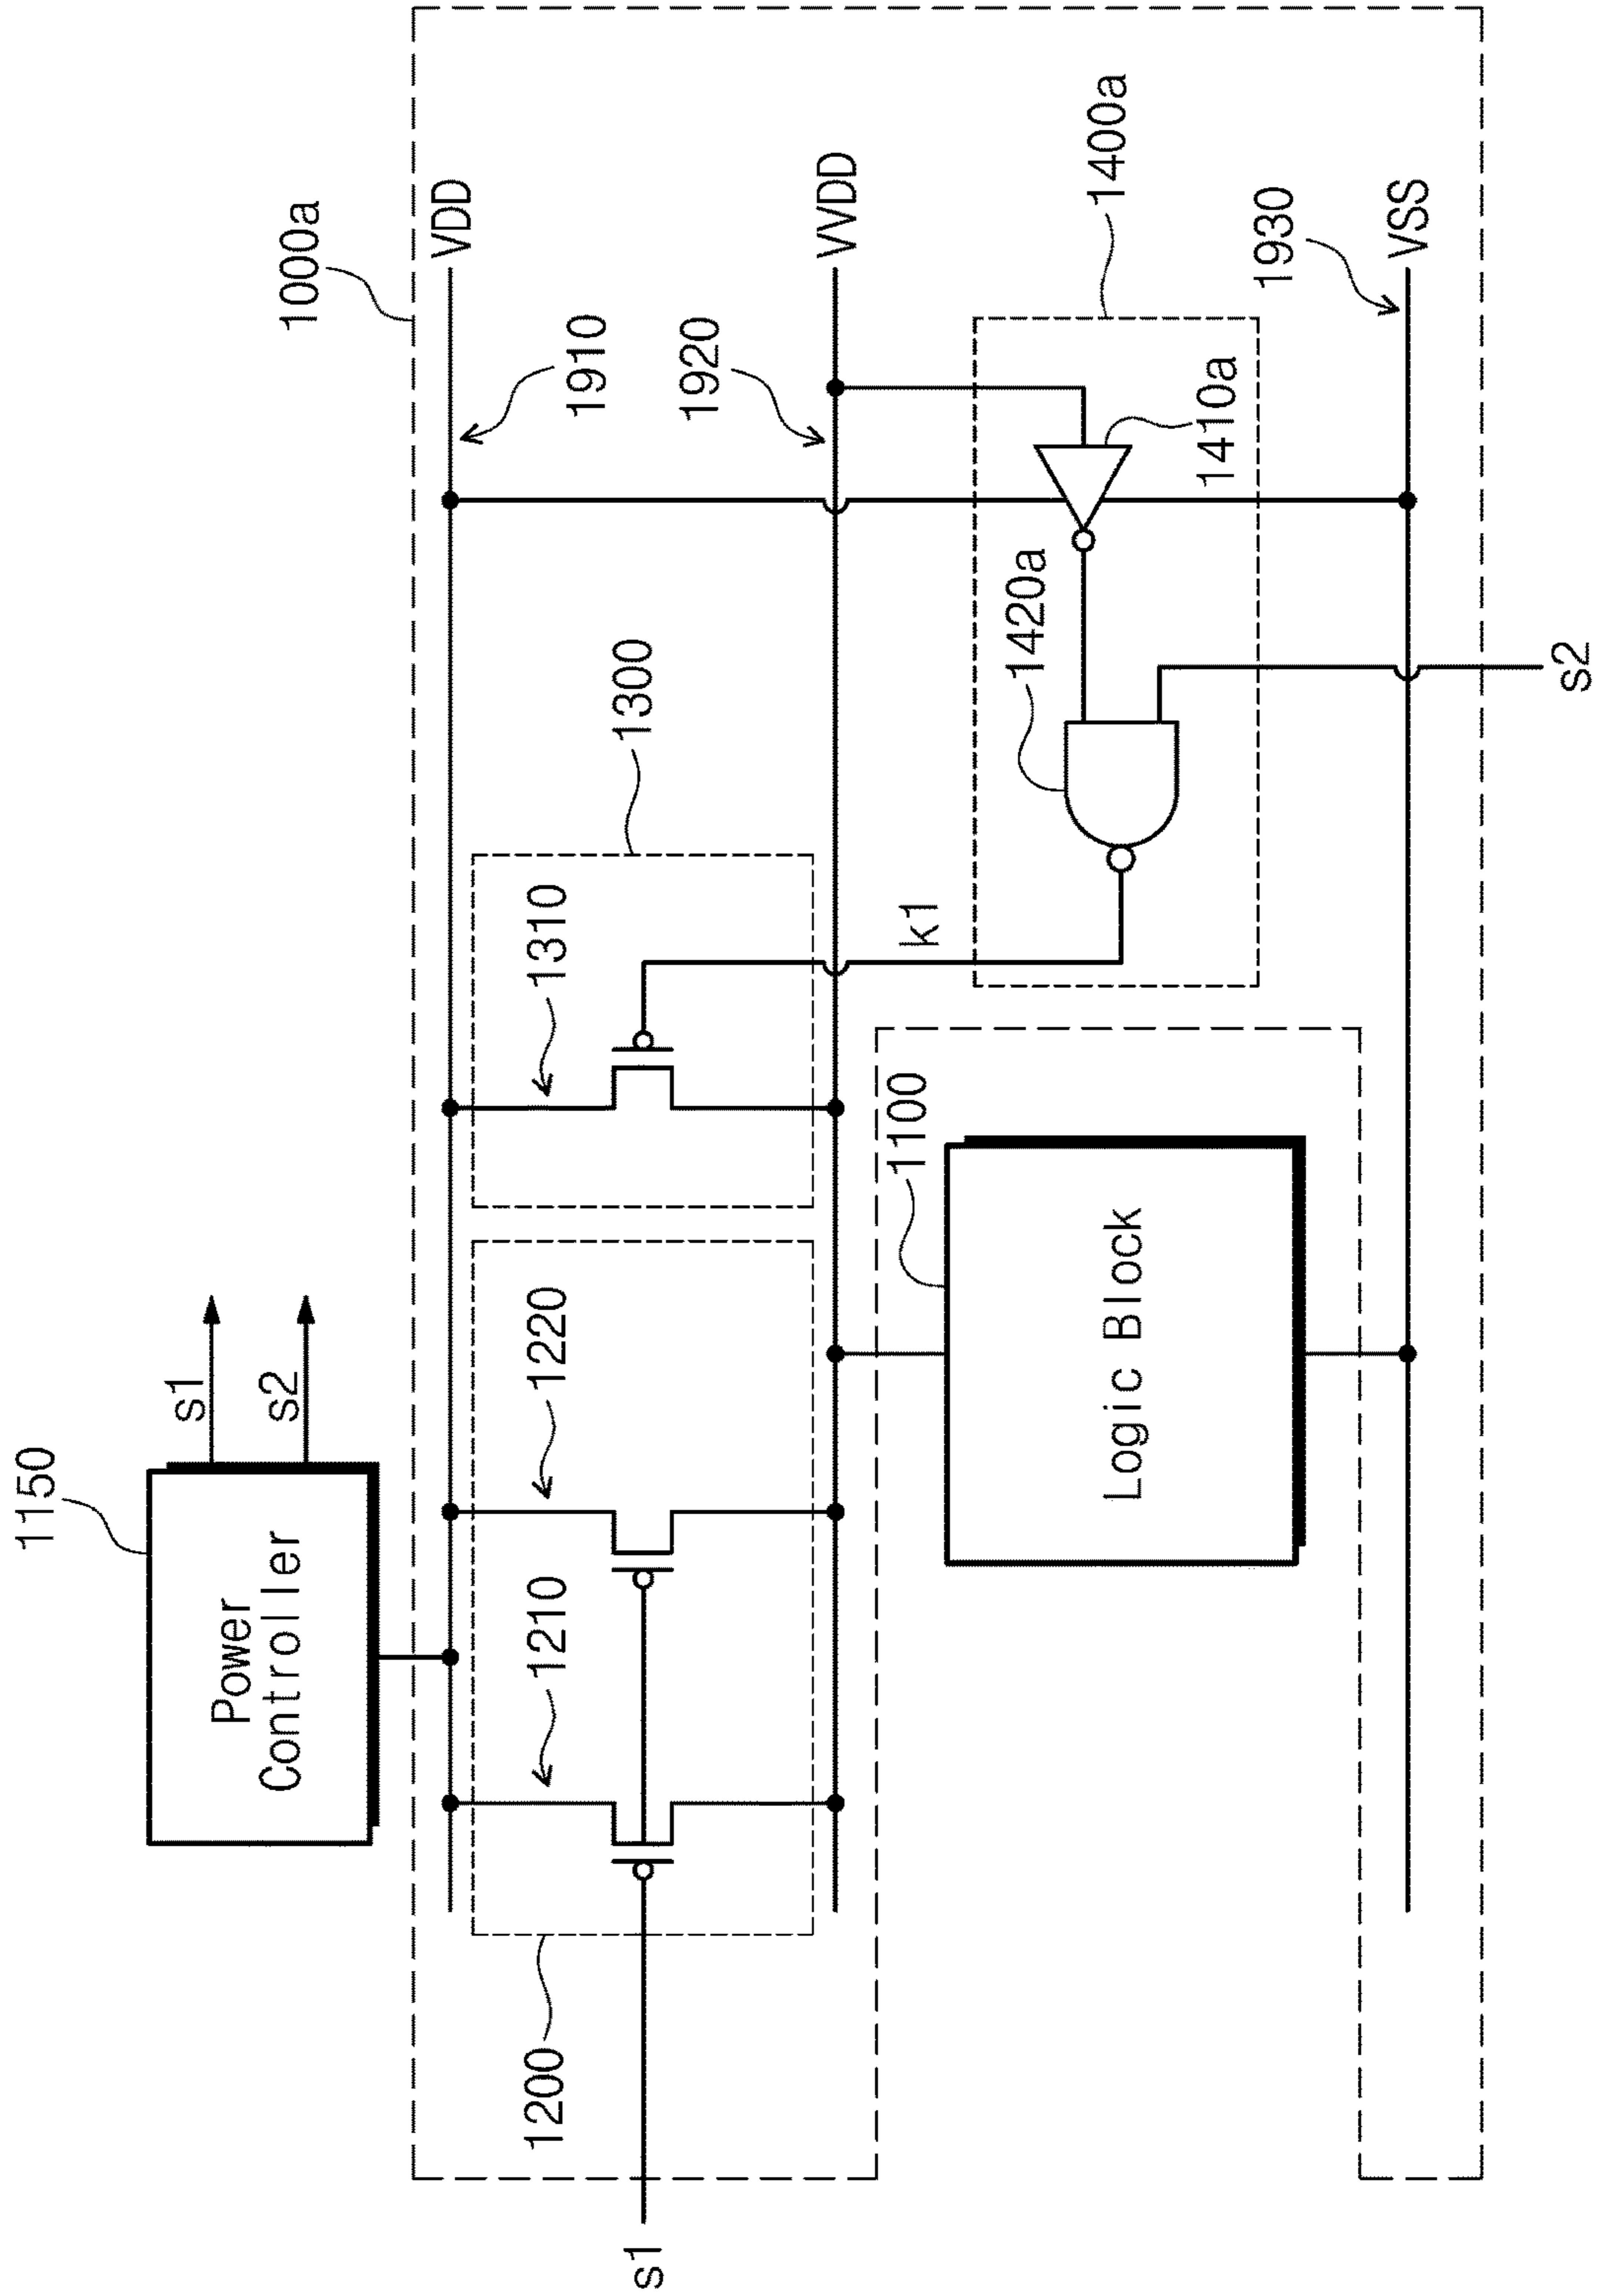 1150
Power
Controller
s1
s2
1000a
VDD
1910
1200
1210
1220
1310
1300
s1
1920
VVDD
k1
1100
Logic Block
1420a
1410a
1400a
1930
VSS
s2